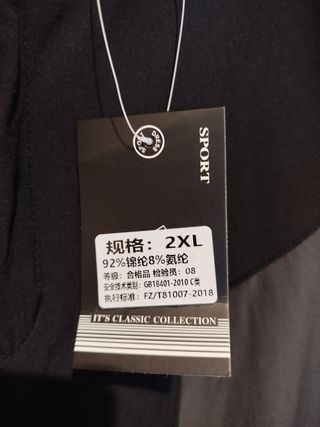 SPORT DRESS
SPORT
规格：2XL
92%锦纶8%氨纶
等级：合格品 检验员：08
安全技术类别：GB18401-2010 C类
执行标准：FZ/T81007-2018
IT'S CLASSIC COLLECTION